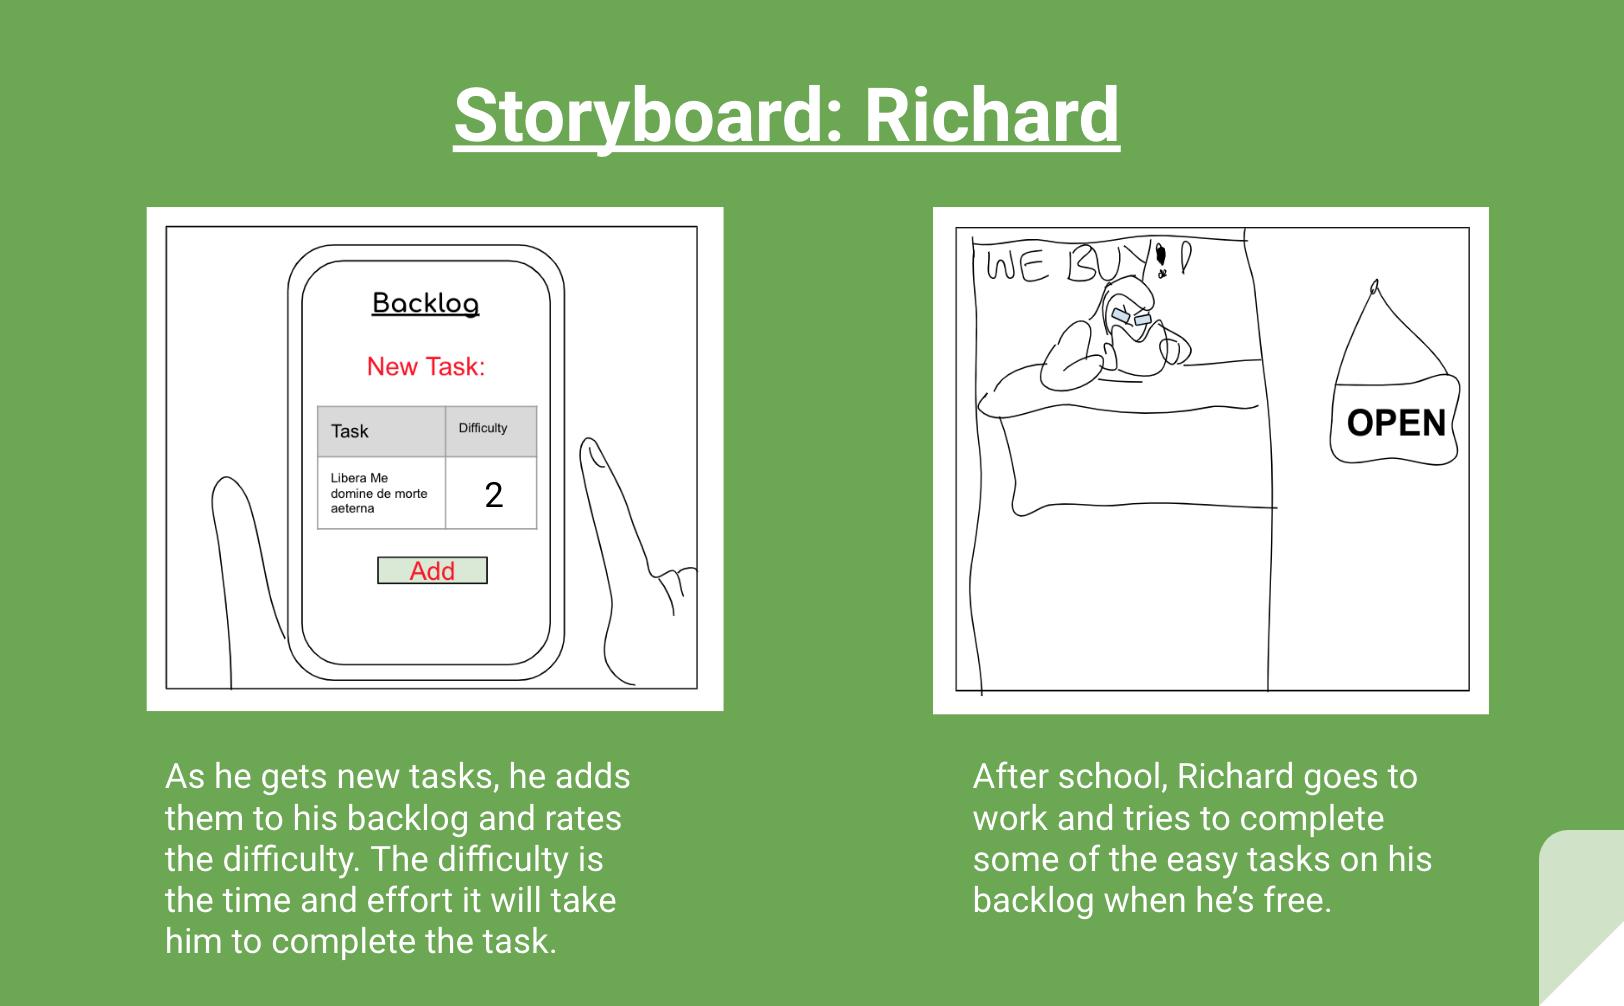 Storyboard: Richard
Backlog
New Task:
Task Difficulty
Libera Me
domine de morte
aeterna
2
Add
As he gets new tasks, he adds
them to his backlog and rates
the difficulty. The difficulty is
the time and effort it will take
him to complete the task.
WE BUY!
OPEN
After school, Richard goes to
work and tries to complete
some of the easy tasks on his
backlog when he’s free.